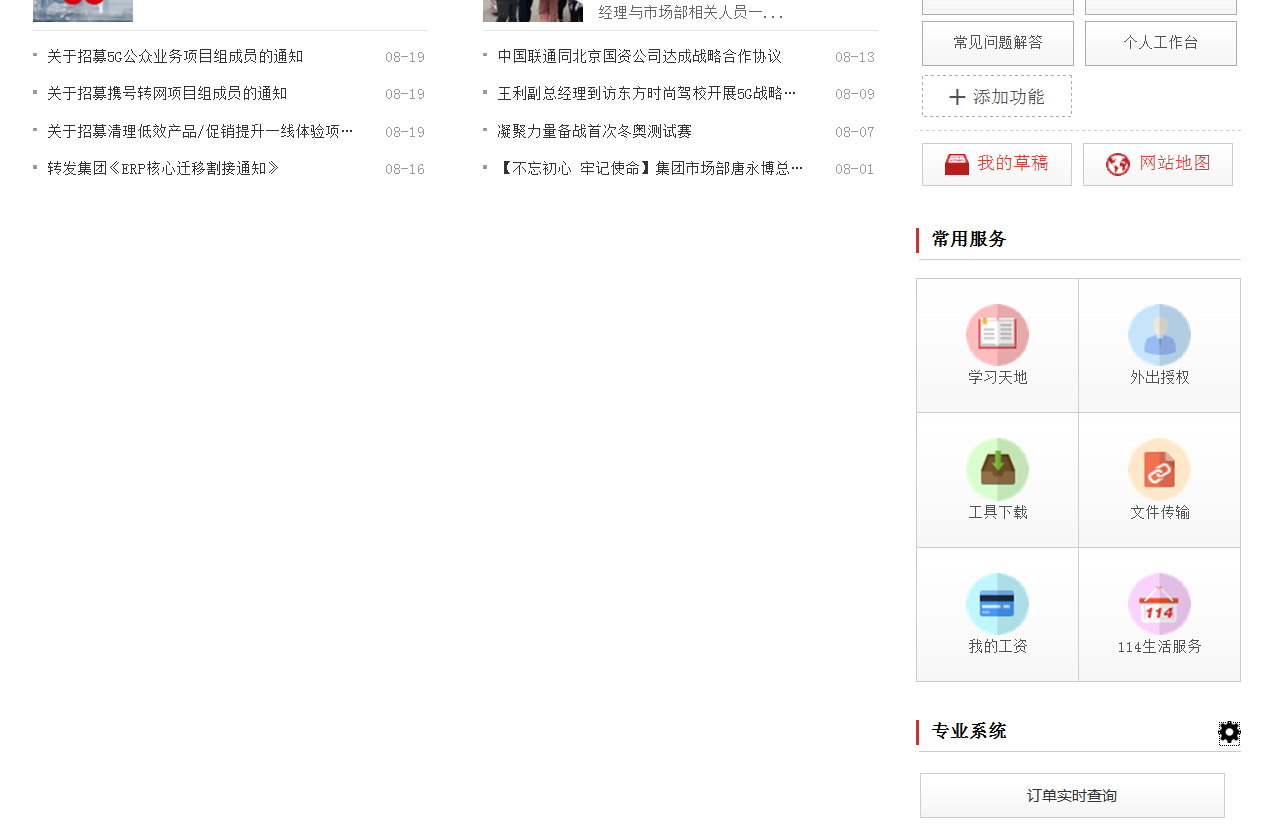 经理与市场部相关人员一...
关于招募5G公众业务项目组成员的通知 08-19
关于招募携号转网项目组成员的通知 08-19
关于招募清理低效产品/促销提升一线体验项… 08-19
转发集团《ERP核心迁移割接通知》 08-16
中国联通同北京国资公司达成战略合作协议 08-13
王利副总经理到访东方时尚驾校开展5G战略… 08-09
凝聚力量备战首次冬奥测试赛 08-07
【不忘初心 牢记使命】集团市场部唐永博总… 08-01
常见问题解答
个人工作台
添加功能
我的草稿
网站地图
常用服务
学习天地
外出授权
工具下载
文件传输
我的工资
114
114生活服务
专业系统
订单实时查询